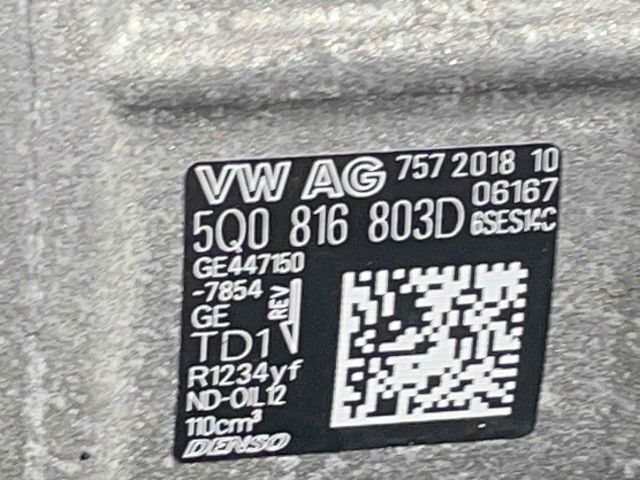 VW AG 757 2018 10
06167
5Q0 816 803D 6SES14C
GE447150
-7854
GE REV
TD1
R1234yf
ND-OIL12
110cm³
DENSO